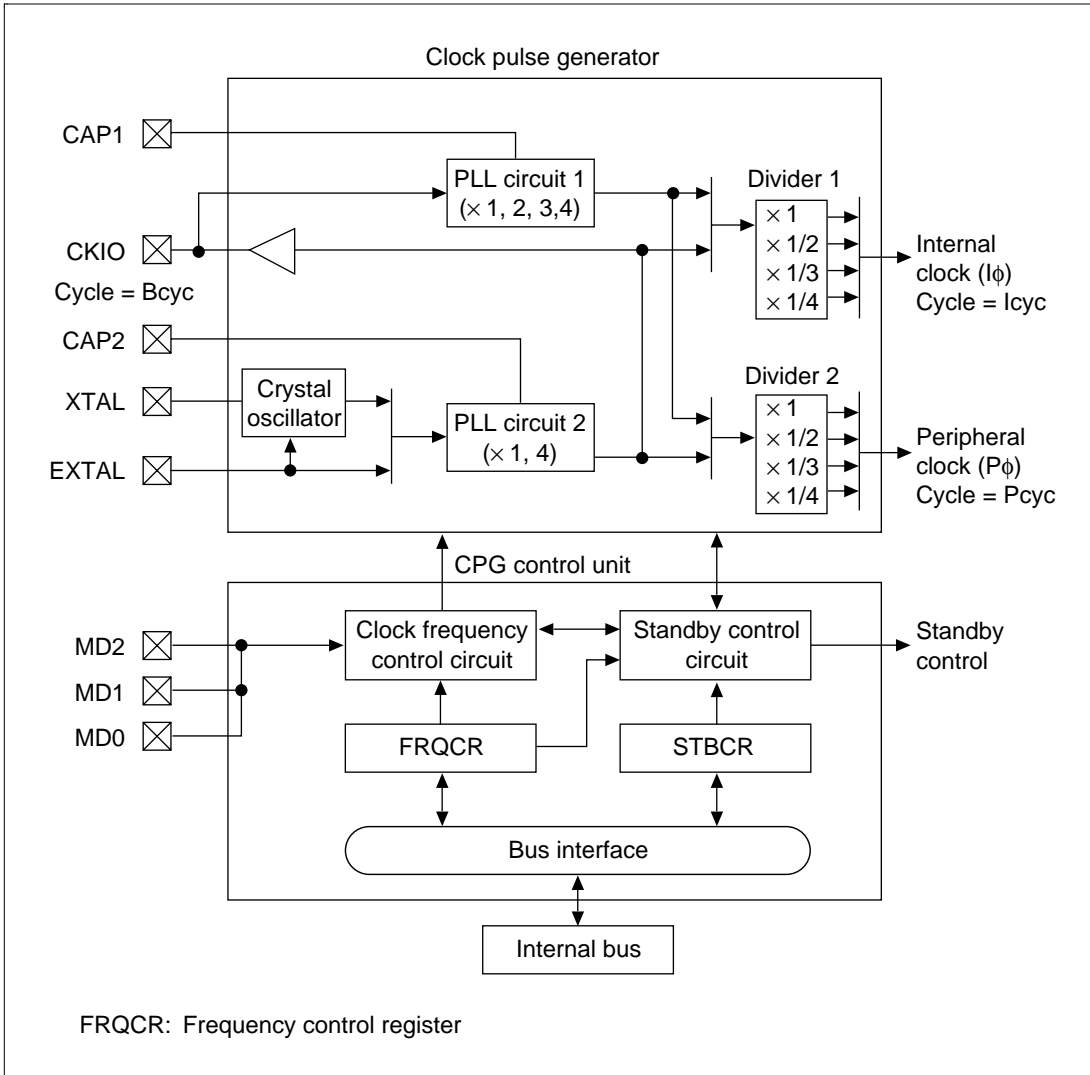 Clock pulse generator
CAP1
PLL circuit 1
(× 1, 2, 3,4)
Divider 1
× 1
× 1/2
× 1/3
× 1/4
CKIO
Cycle = Bcyc
Internal
clock (Iϕ)
Cycle = Icyc
CAP2
XTAL
Crystal
oscillator
EXTAL
PLL circuit 2
(× 1, 4)
Divider 2
× 1
× 1/2
× 1/3
× 1/4
Peripheral
clock (Pϕ)
Cycle = Pcyc
CPG control unit
MD2
MD1
MD0
Clock frequency
control circuit
Standby control
circuit
Standby
control
FRQCR
STBCR
Bus interface
Internal bus
FRQCR: Frequency control register